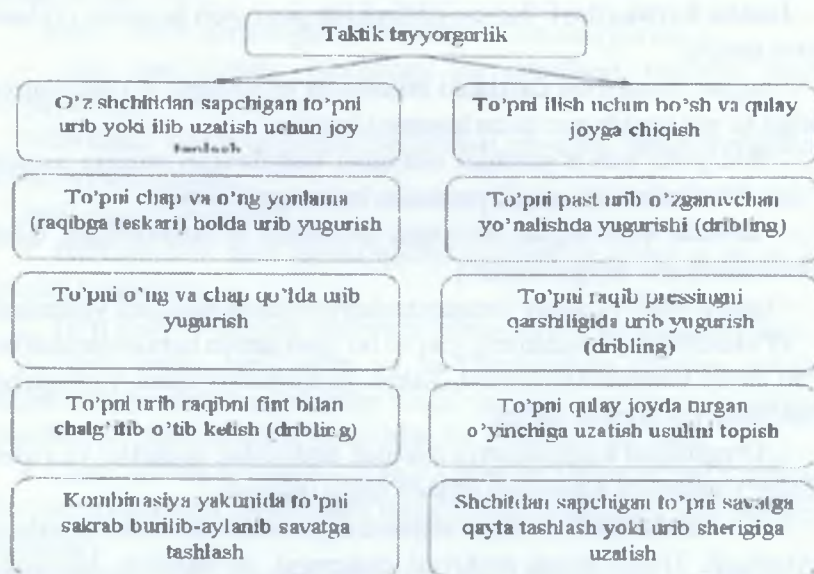 Taktik tayyorgarlik
O'z shchitidan sapchigan to'pni
urib yoki ilib uzatish uchun joy
tanlash
To'pni ilish uchun bo'sh va qulay
joyga chiqish
To'pni chap va o'ng yonlama
(raqibga teskari) holda urib yugurish
To'pni past urib o'zgaruvchan
yo'nalishda yugurishi (dribling)
To'pni o'ng va chap qo'lda urib
yugurish
To'pni raqib pressingni
qarshiligida urib yugurish
(dribling)
To'pni urib raqibni fint bilan
chalg'itib o'tib ketish (dribling)
To'pni qulay joyda turgan
o'yinchiga uzatish usulini topish
Kombinasiya yakunida to'pni
sakrab burilib-aylanib savatga
tashlash
Shchitdan sapchigan to'pni savatga
qayta tashlash yoki urib sherigiga
uzatish